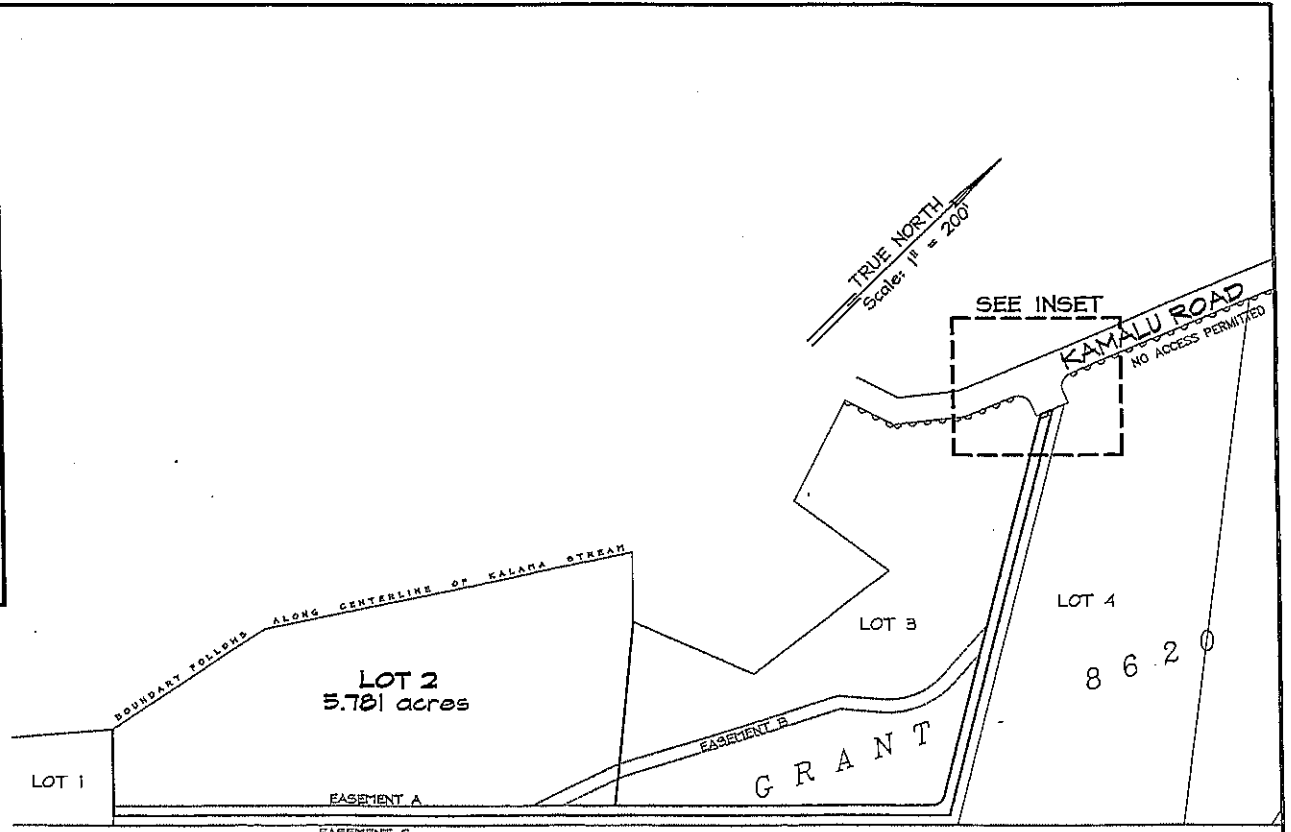 TRUE NORTH
Scale: 1" = 200'
SEE INSET
KAMALU ROAD
NO ACCESS PERMITTED
BOUNDARY FOLLOWS ALONG CENTERLINE OF KALAMA STREAM
LOT 4
LOT 3
8620
LOT 2
5.781 acres
EASEMENT B
GRANT
LOT 1
EASEMENT A